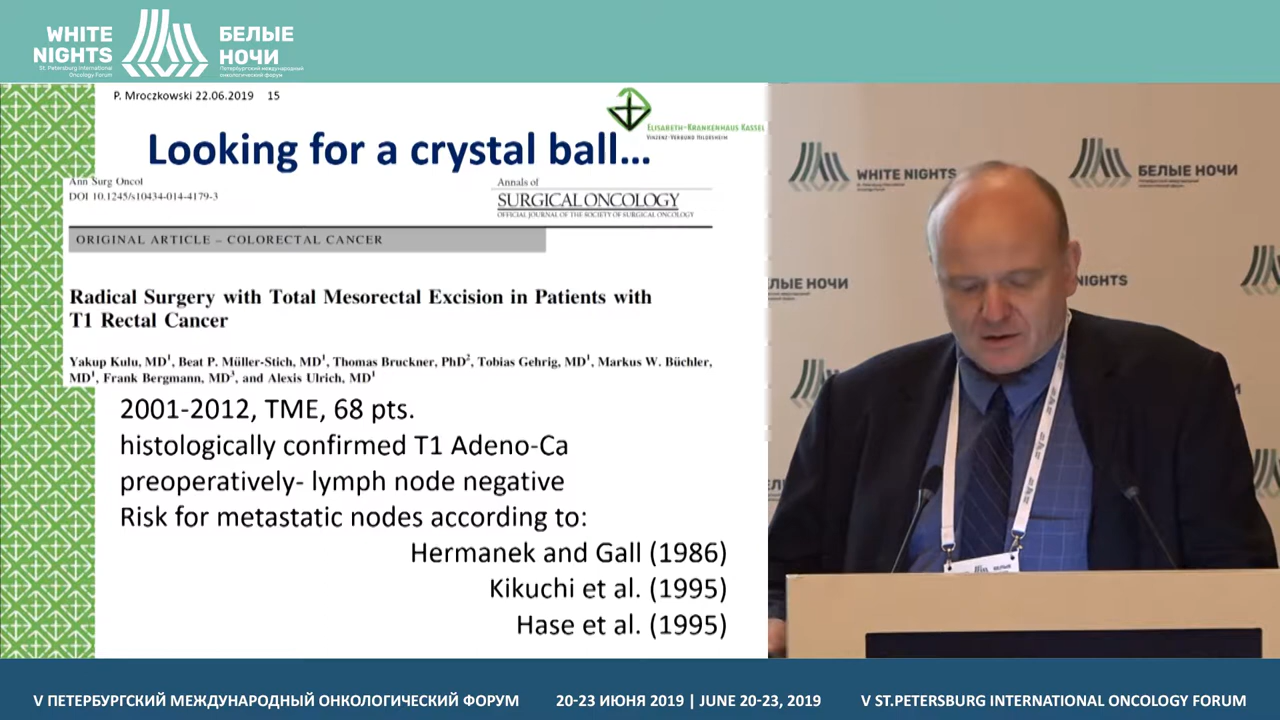 WHITE NIGHTS
St. Petersburg International Oncology Forum
БЕЛЫЕ НОЧИ
Петербургский международный онкологический форум
P. Mroczkowski 22.06.2019 15
Elisabeth-Krankenhaus Kassel
Vinzenz-Verbund Hildesheim
Looking for a crystal ball...
Ann Surg Oncol
DOI 10.1245/s10434-014-4179-3
Annals of
SURGICAL ONCOLOGY
OFFICIAL JOURNAL OF THE SOCIETY OF SURGICAL ONCOLOGY
ORIGINAL ARTICLE – COLORECTAL CANCER
Radical Surgery with Total Mesorectal Excision in Patients with
T1 Rectal Cancer
Yakup Kulu, MD1, Beat P. Müller-Stich, MD1, Thomas Bruckner, PhD2, Tobias Gehrig, MD1, Markus W. Büchler,
MD1, Frank Bergmann, MD3, and Alexis Ulrich, MD1
2001-2012, TME, 68 pts.
histologically confirmed T1 Adeno-Ca
preoperatively- lymph node negative
Risk for metastatic nodes according to:
Hermanek and Gall (1986)
Kikuchi et al. (1995)
Hase et al. (1995)
WHITE NIGHTS
БЕЛЫЕ НОЧИ
ЛЫЕ НОЧИ
NIGHTS
V ПЕТЕРБУРГСКИЙ МЕЖДУНАРОДНЫЙ ОНКОЛОГИЧЕСКИЙ ФОРУМ
20-23 ИЮНЯ 2019 | JUNE 20-23, 2019
V ST.PETERSBURG INTERNATIONAL ONCOLOGY FORUM